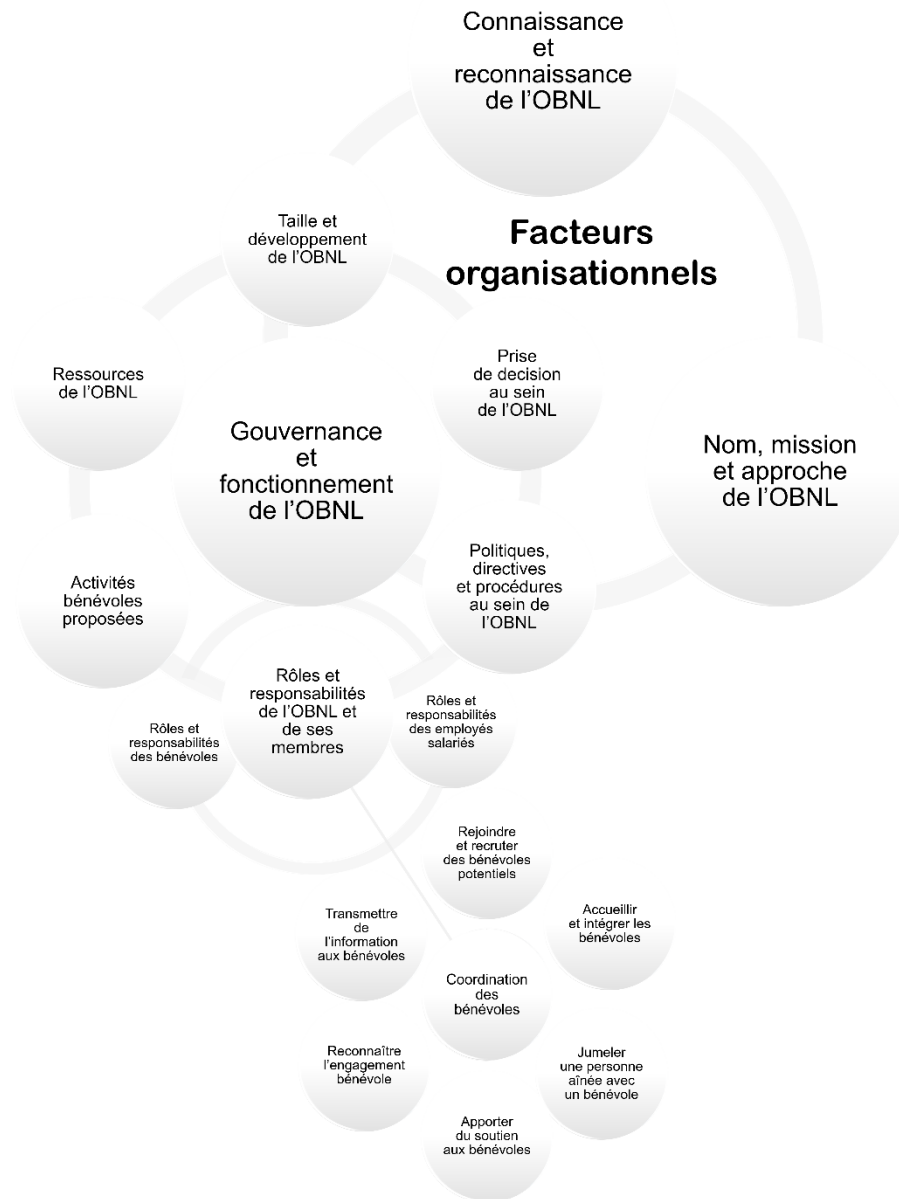 Connaissance
et
reconnaissance
de l'OBNL
Facteurs
organisationnels
Taille et
développement
de l'OBNL
Ressources
de l'OBNL
Prise
de decision
au sein
de l'OBNL
Gouvernance
et
fonctionnement
de l'OBNL
Nom, mission
et approche
de l'OBNL
Activités
bénévoles
proposées
Politiques,
directives
et procédures
au sein de
l'OBNL
Rôles et
responsabilités
de l'OBNL et
de ses
membres
Rôles et
responsabilités
des bénévoles
Rôles et
responsabilités
des employés
salariés
Rejoindre
et recruter
des bénévoles
potentiels
Transmettre
de
l'information
aux bénévoles
Accueillir
et intégrer les
bénévoles
Coordination
des
bénévoles
Reconnaître
l'engagement
bénévole
Jumeler
une personne
aînée avec
un bénévole
Apporter
du soutien
aux bénévoles